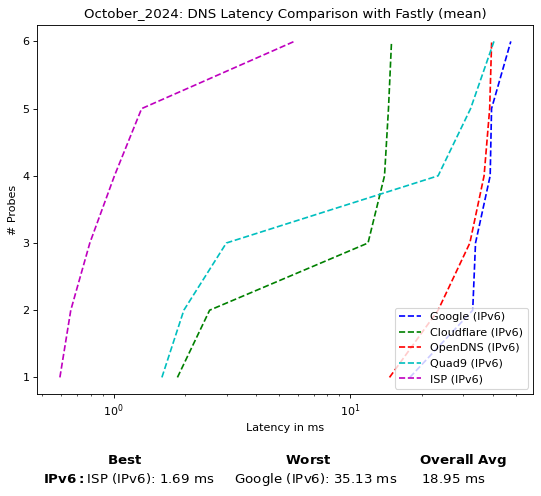 October_2024: DNS Latency Comparison with Fastly (mean)
6
5
4
3
2
1
# Probes
Google (IPv6)
Cloudflare (IPv6)
OpenDNS (IPv6)
Quad9 (IPv6)
ISP (IPv6)
10⁰ 10¹
Latency in ms
Best Worst Overall Avg
IPv6: ISP (IPv6): 1.69 ms Google (IPv6): 35.13 ms 18.95 ms